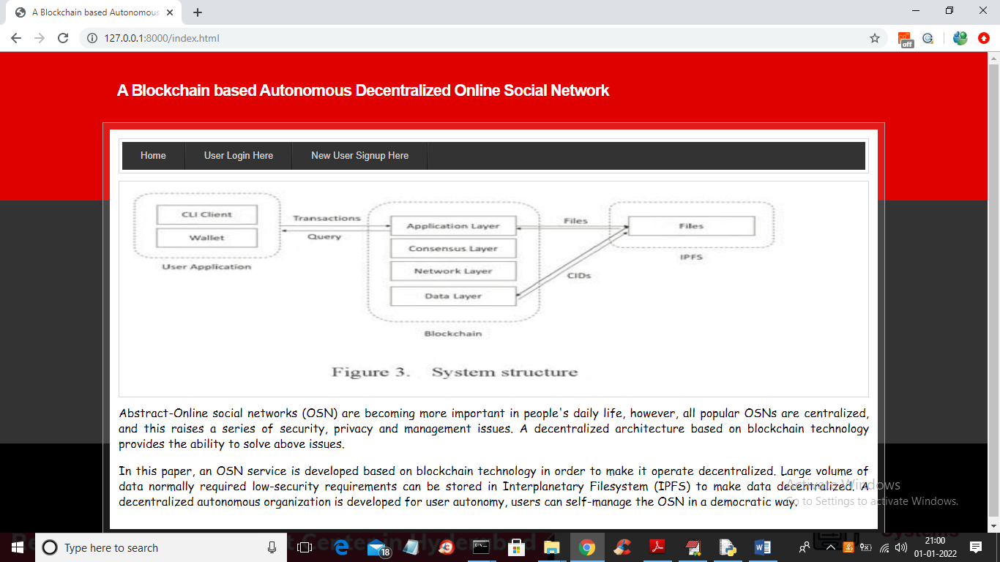 A Blockchain based Autonomous
127.0.0.1:8000/index.html
off
A Blockchain based Autonomous Decentralized Online Social Network
Home User Login Here New User Signup Here
CLI Client
Wallet
User Application
Transactions
Query
Application Layer
Consensus Layer
Network Layer
Data Layer
Blockchain
Files
CIDs
Files
IPFS
Figure 3. System structure
Abstract-Online social networks (OSN) are becoming more important in people's daily life, however, all popular OSNs are centralized,
and this raises a series of security, privacy and management issues. A decentralized architecture based on blockchain technology
provides the ability to solve above issues.
In this paper, an OSN service is developed based on blockchain technology in order to make it operate decentralized. Large volume of
data normally required low-security requirements can be stored in Interplanetary Filesystem (IPFS) to make data decentralized. A
decentralized autonomous organization is developed for user autonomy, users can self-manage the OSN in a democratic way.
Activate Windows
Go to Settings to activate Windows.
Type here to search
18
21:00
01-01-2022